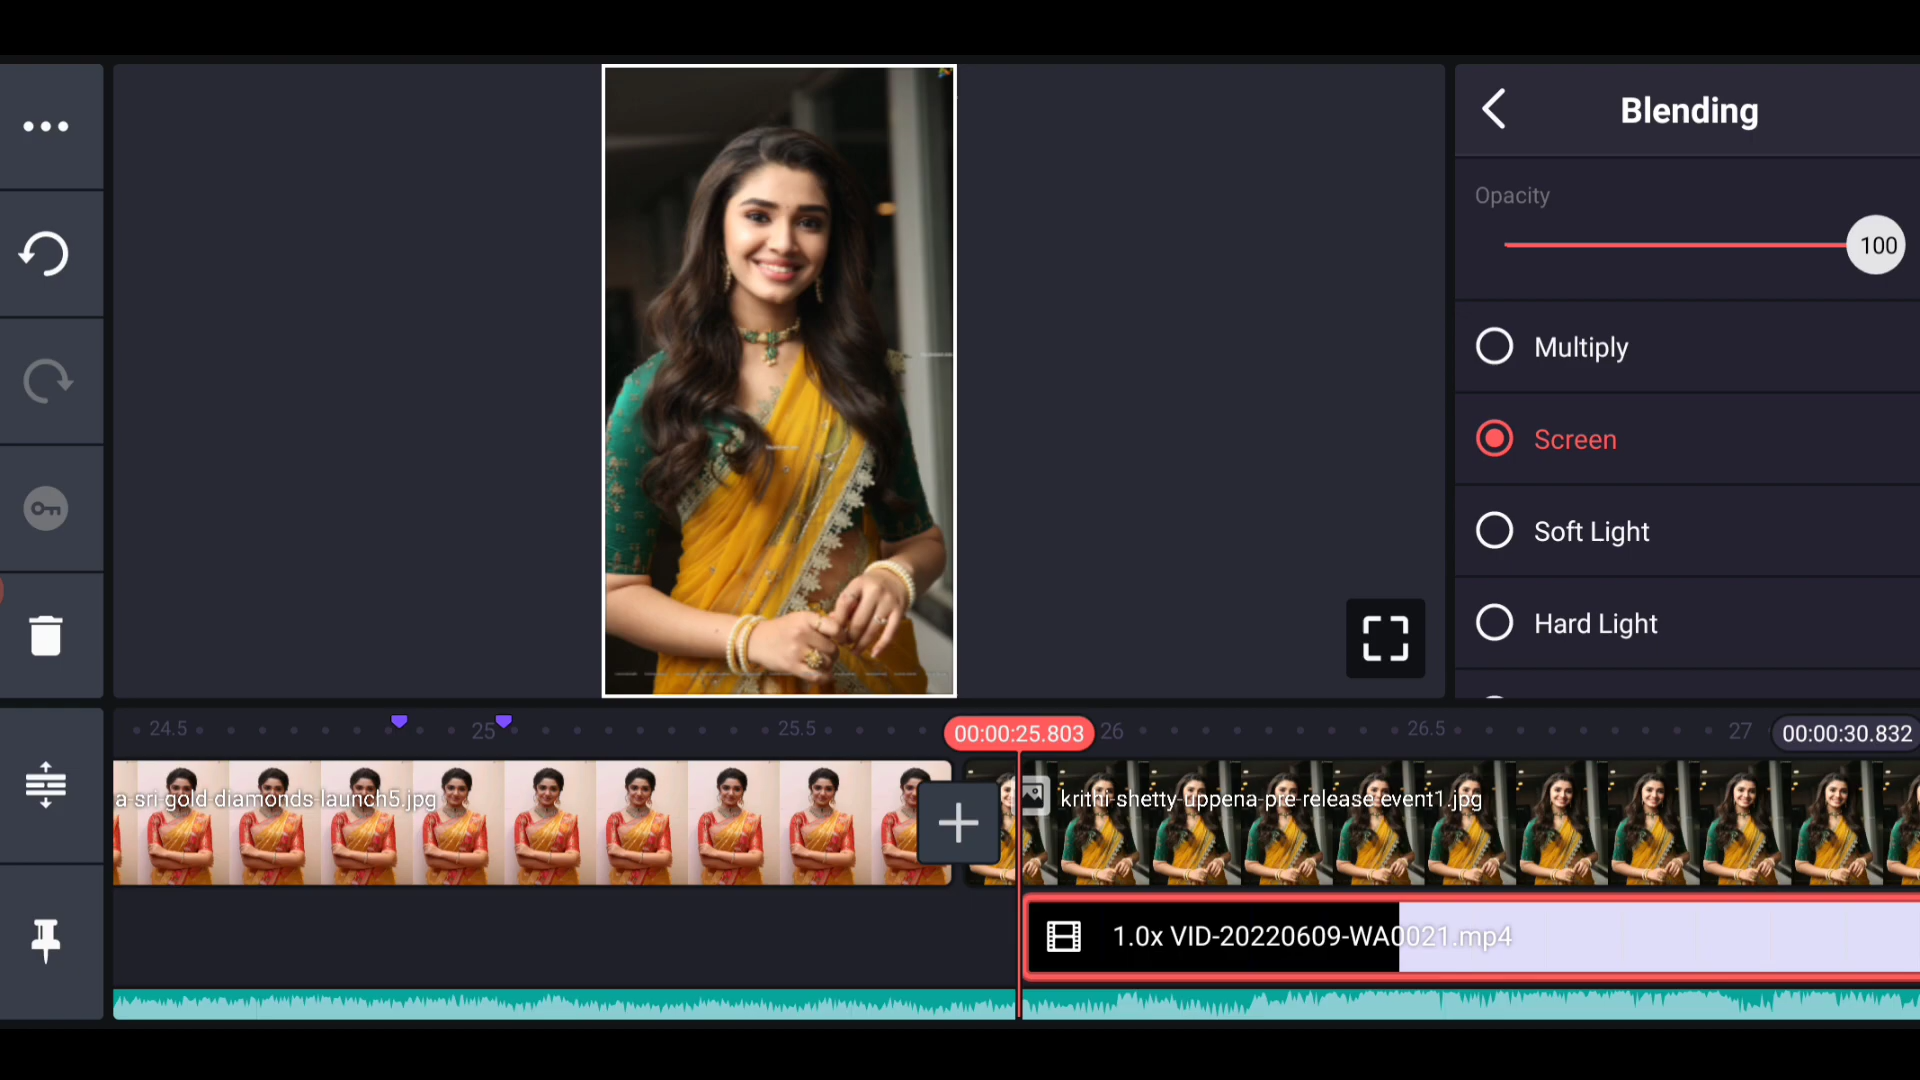 Blending
Opacity
100
Multiply
Screen
Soft Light
Hard Light
24.5
25
25.5
00:00:25.803
26
26.5
27
00:00:30.832
a-sri-gold-diamonds-launch5.jpg
krithi-shetty-uppena-pre-release-event1.jpg
1.0x VID-20220609-WA0021.mp4